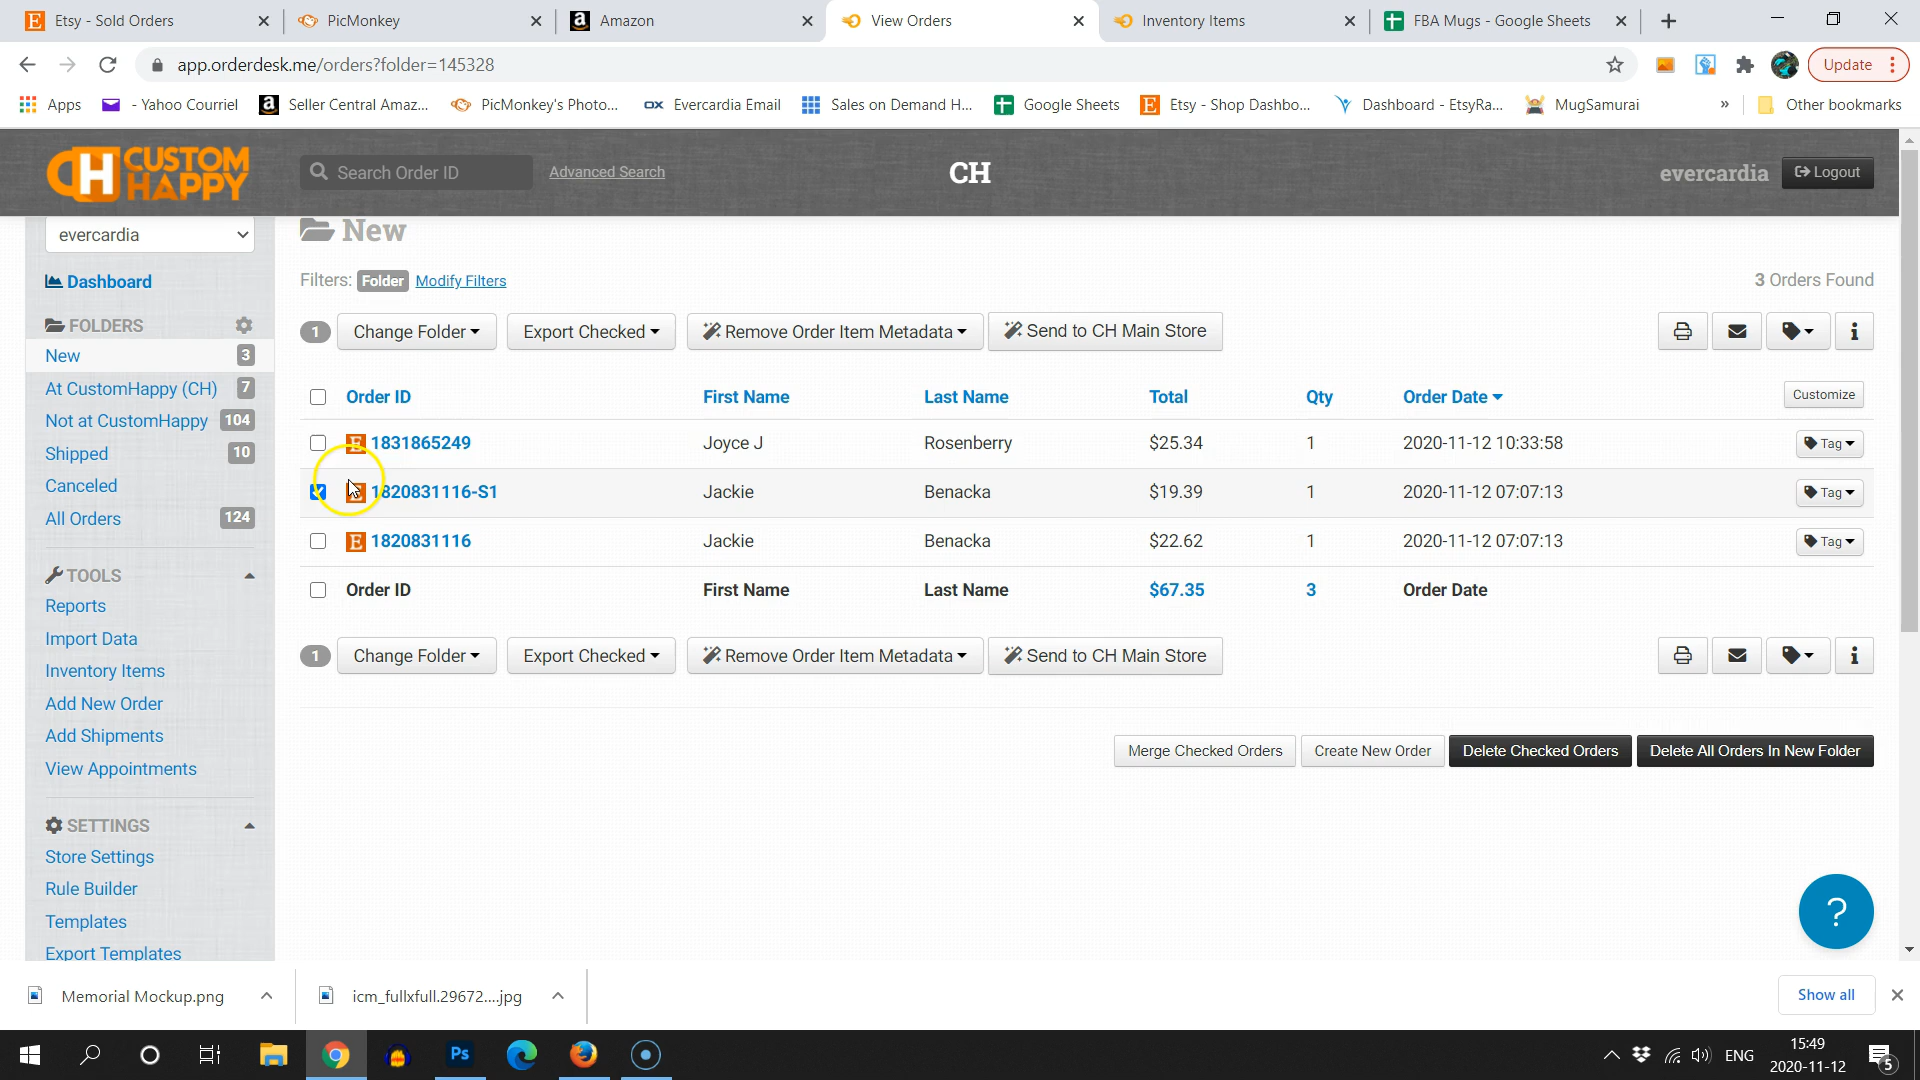 Etsy - Sold Orders
PicMonkey
Amazon
View Orders
Inventory Items
FBA Mugs - Google Sheets
app.orderdesk.me/orders?folder=145328
Update
Apps
- Yahoo Courriel
Seller Central Amaz...
PicMonkey's Photo...
Evercardia Email
Sales on Demand H...
Google Sheets
Etsy - Shop Dashbo...
Dashboard - EtsyRa...
MugSamurai
»
Other bookmarks
CH CUSTOM HAPPY
Search Order ID
Advanced Search
CH
evercardia
Logout
evercardia
Dashboard
FOLDERS
New 3
At CustomHappy (CH) 7
Not at CustomHappy 104
Shipped 10
Canceled
All Orders 124
TOOLS
Reports
Import Data
Inventory Items
Add New Order
Add Shipments
View Appointments
SETTINGS
Store Settings
Rule Builder
Templates
Export Templates
New
Filters: Folder Modify Filters
3 Orders Found
1 Change Folder Export Checked Remove Order Item Metadata Send to CH Main Store
Order ID First Name Last Name Total Qty Order Date Customize
E 1831865249 Joyce J Rosenberry $25.34 1 2020-11-12 10:33:58 Tag
E 1820831116-S1 Jackie Benacka $19.39 1 2020-11-12 07:07:13 Tag
E 1820831116 Jackie Benacka $22.62 1 2020-11-12 07:07:13 Tag
Order ID First Name Last Name $67.35 3 Order Date
1 Change Folder Export Checked Remove Order Item Metadata Send to CH Main Store
Merge Checked Orders Create New Order Delete Checked Orders Delete All Orders In New Folder
?
Memorial Mockup.png
icm_fullxfull.29672....jpg
Show all
Ps
ENG
15:49
2020-11-12
5